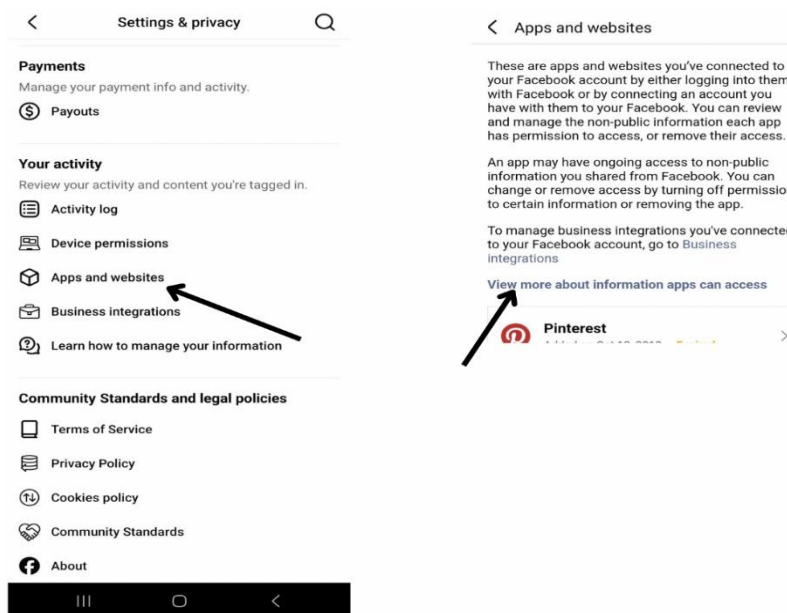 Settings & privacy
Payments
Manage your payment info and activity.
Payouts
Your activity
Review your activity and content you're tagged in.
Activity log
Device permissions
Apps and websites
Business integrations
Learn how to manage your information
Community Standards and legal policies
Terms of Service
Privacy Policy
Cookies policy
Community Standards
About
Apps and websites
These are apps and websites you've connected to
your Facebook account by either logging into them
with Facebook or by connecting an account you
have with them to your Facebook. You can review
and manage the non-public information each app
has permission to access, or remove their access.
An app may have ongoing access to non-public
information you shared from Facebook. You can
change or remove access by turning off permissio
to certain information or removing the app.
To manage business integrations you've connecte
to your Facebook account, go to Business
integrations
View more about information apps can access
Pinterest